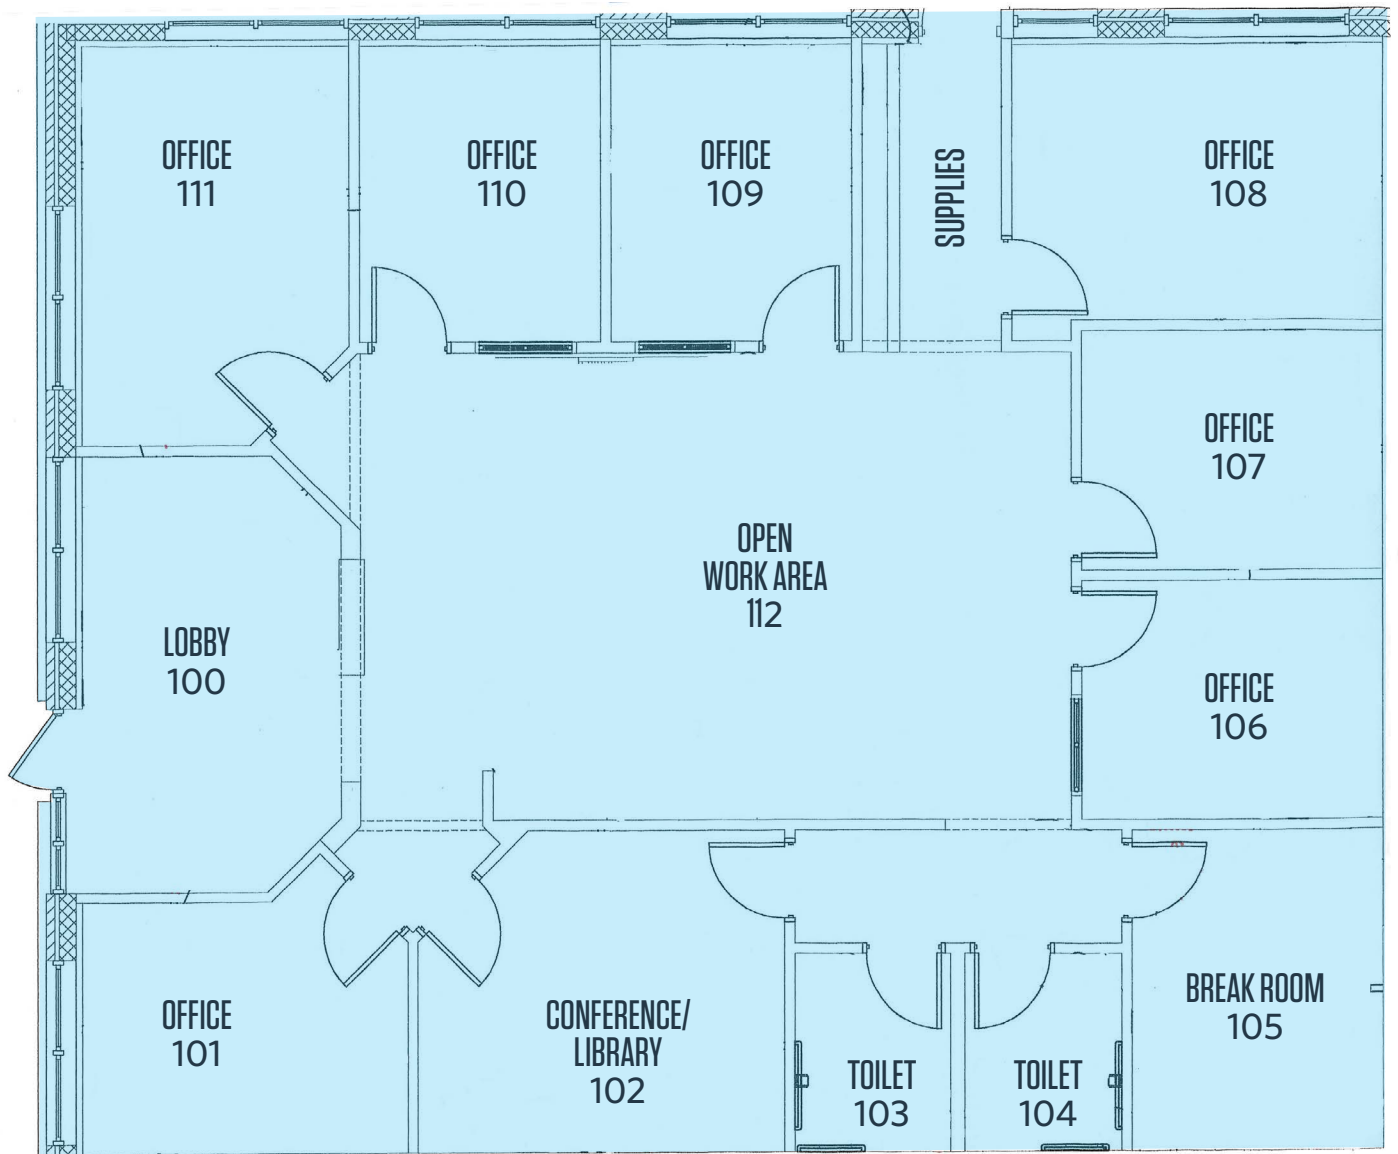 OFFICE
111
OFFICE
110
OFFICE
109
SUPPLIES
OFFICE
108
OFFICE
107
OPEN
WORK AREA
112
LOBBY
100
OFFICE
106
OFFICE
101
CONFERENCE/
LIBRARY
102
TOILET
103
TOILET
104
BREAK ROOM
105